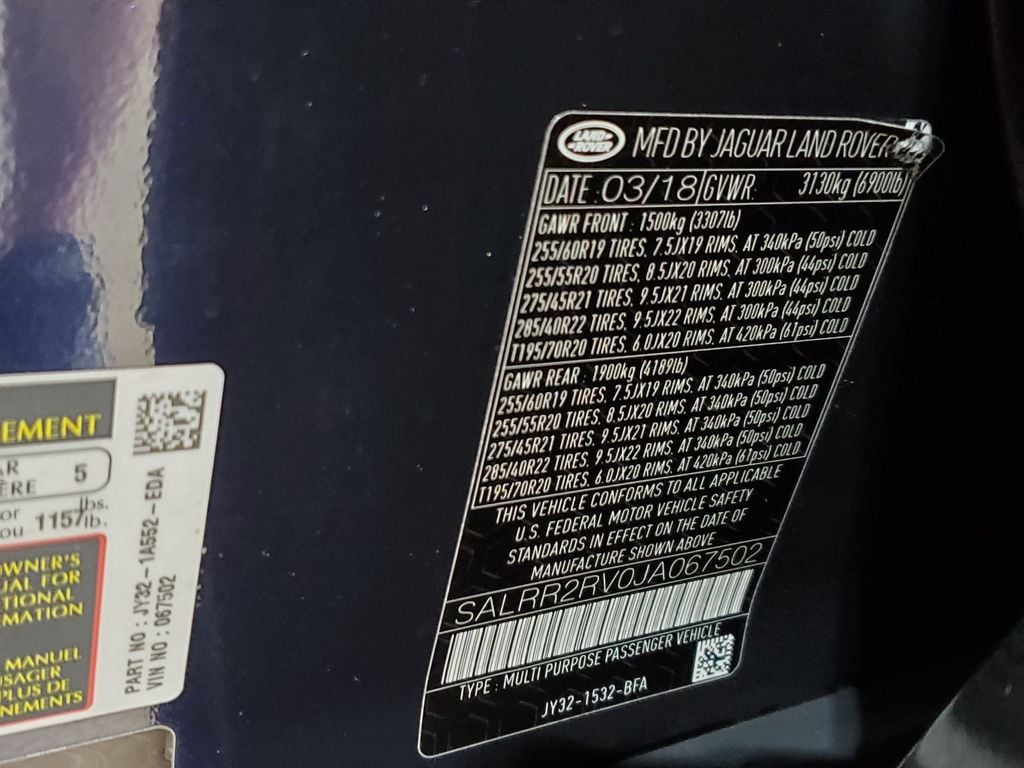 LAND-
-ROVER
MFD BY JAGUAR LAND ROVER
DATE: 03/18 GVWR: 3130kg (6900lb)
GAWR FRONT : 1500kg (3307lb)
255/60R19 TIRES, 7.5JX19 RIMS, AT 340kPa (50psi) COLD
255/55R20 TIRES, 8.5JX20 RIMS, AT 300kPa (44psi) COLD
275/45R21 TIRES, 9.5JX21 RIMS, AT 300kPa (44psi) COLD
285/40R22 TIRES, 9.5JX22 RIMS, AT 300kPa (44psi) COLD
T195/70R20 TIRES, 6.0JX20 RIMS, AT 420kPa (61psi) COLD
GAWR REAR : 1900kg (4189lb)
255/60R19 TIRES, 7.5JX19 RIMS, AT 340kPa (50psi) COLD
255/55R20 TIRES, 8.5JX20 RIMS, AT 340kPa (50psi) COLD
275/45R21 TIRES, 9.5JX21 RIMS, AT 340kPa (50psi) COLD
285/40R22 TIRES, 9.5JX22 RIMS, AT 340kPa (50psi) COLD
T195/70R20 TIRES, 6.0JX20 RIMS, AT 420kPa (61psi) COLD
THIS VEHICLE CONFORMS TO ALL APPLICABLE
U.S. FEDERAL MOTOR VEHICLE SAFETY
STANDARDS IN EFFECT ON THE DATE OF
MANUFACTURE SHOWN ABOVE
SALRR2RV0JA067502
TYPE : MULTI PURPOSE PASSENGER VEHICLE
JY32-1532-BFA
EMENT
AR
ERE 5
or
ou 1157 lbs.
lb.
OWNER'S
UAL FOR
TIONAL
MATION
MANUEL
USAGER
PLUS DE
NEMENTS
PART NO : JY32-1A552-EDA
VIN NO : 067502